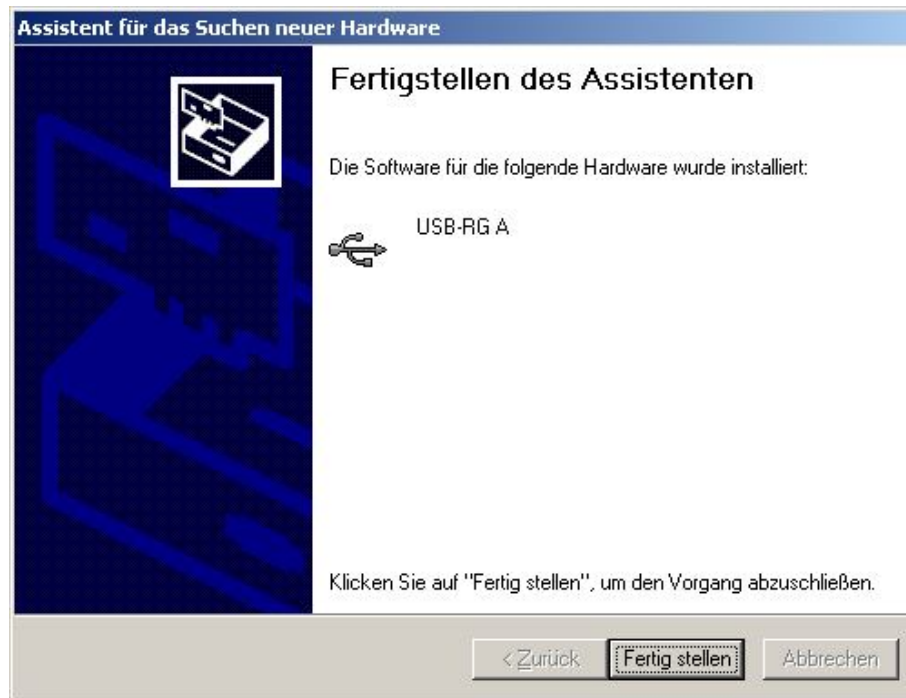 Assistent für das Suchen neuer Hardware
Fertigstellen des Assistenten
Die Software für die folgende Hardware wurde installiert:
USB-RG A
Klicken Sie auf "Fertig stellen", um den Vorgang abzuschließen.
< Zurück Fertig stellen Abbrechen